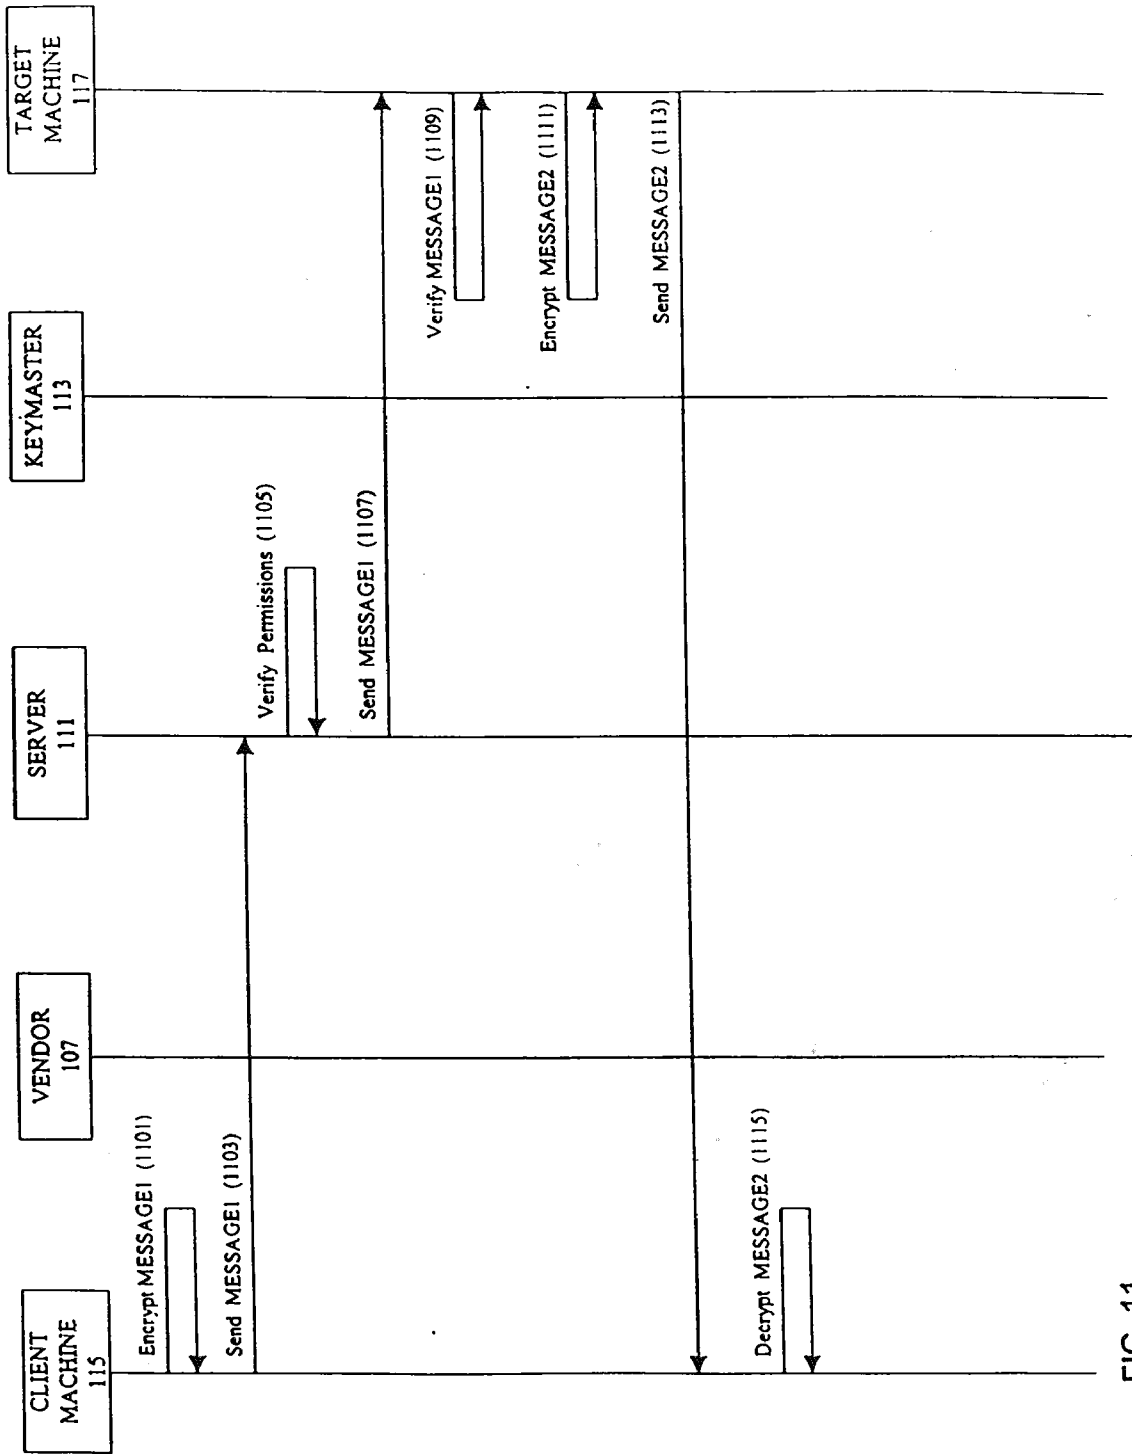 CLIENT
MACHINE
115
VENDOR
107
SERVER
111
KEYMASTER
113
TARGET
MACHINE
117
Encrypt MESSAGE1 (1101)
Send MESSAGE1 (1103)
Verify Permissions (1105)
Send MESSAGE1 (1107)
Verify MESSAGE1 (1109)
Encrypt MESSAGE2 (1111)
Send MESSAGE2 (1113)
Decrypt MESSAGE2 (1115)
FIG. 11